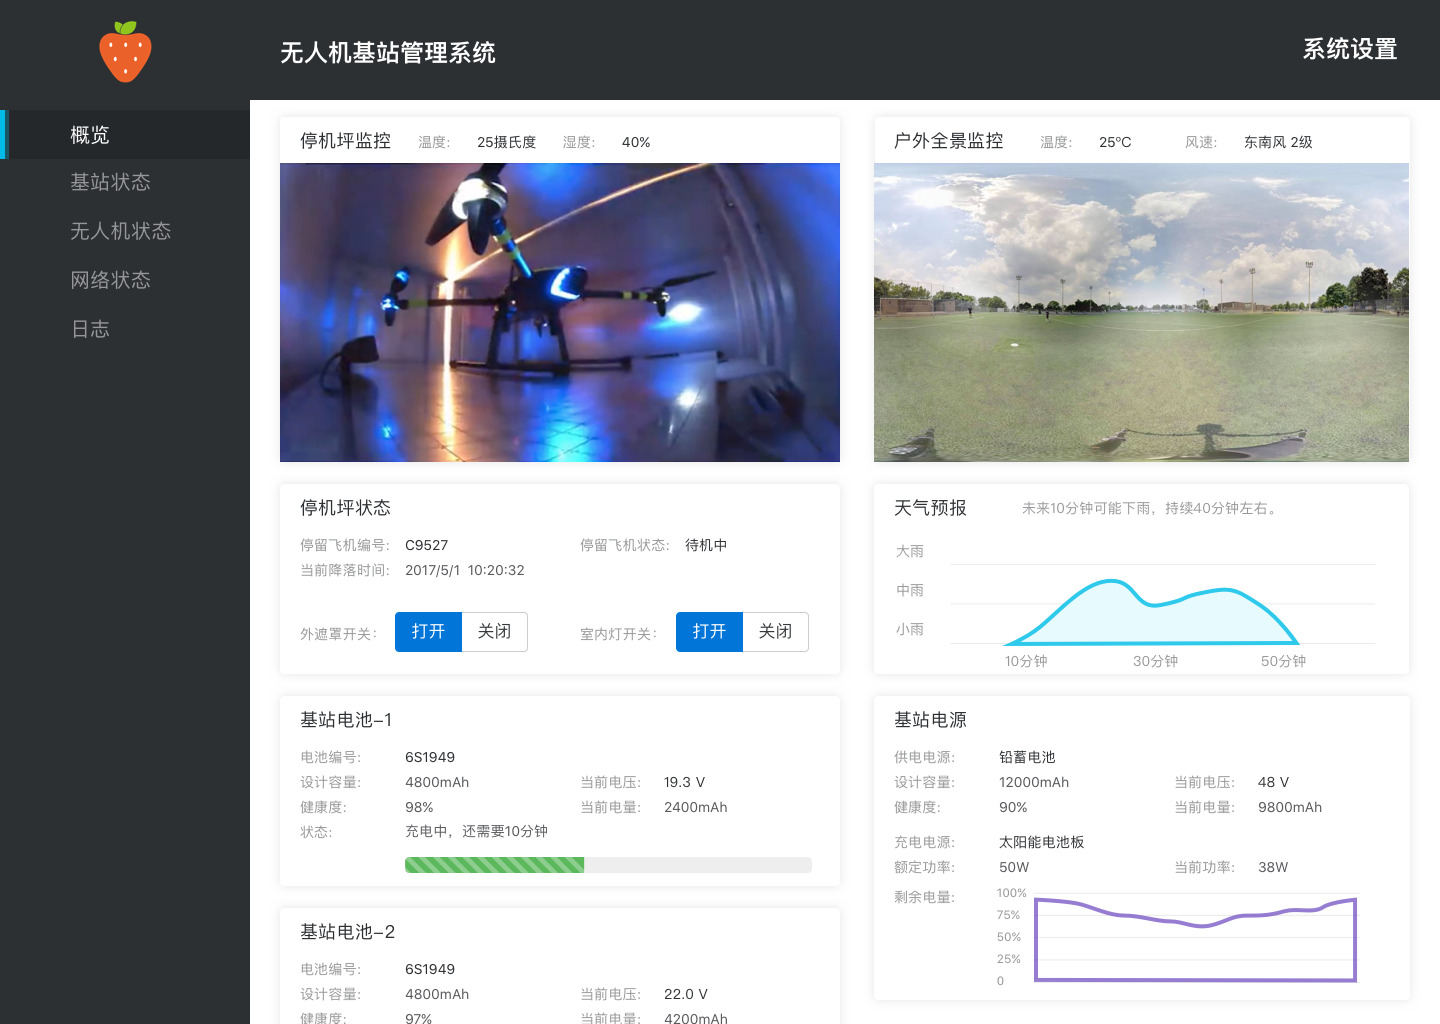 无人机基站管理系统
系统设置
概览
基站状态
无人机状态
网络状态
日志
停机坪监控 温度: 25摄氏度 湿度: 40%
户外全景监控 温度: 25°C 风速: 东南风 2级
停机坪状态
停留飞机编号: C9527 停留飞机状态: 待机中
当前降落时间: 2017/5/1 10:20:32
外遮罩开关: 打开 关闭 室内灯开关: 打开 关闭
天气预报 未来10分钟可能下雨，持续40分钟左右。
大雨
中雨
小雨
10分钟 30分钟 50分钟
基站电池-1
电池编号: 6S1949
设计容量: 4800mAh 当前电压: 19.3 V
健康度: 98% 当前电量: 2400mAh
状态: 充电中，还需要10分钟
基站电池-2
电池编号: 6S1949
设计容量: 4800mAh 当前电压: 22.0 V
健康度: 97% 当前电量: 4200mAh
基站电源
供电电源: 铅蓄电池
设计容量: 12000mAh 当前电压: 48 V
健康度: 90% 当前电量: 9800mAh
充电电源: 太阳能电池板
额定功率: 50W 当前功率: 38W
剩余电量: 100%
75%
50%
25%
0